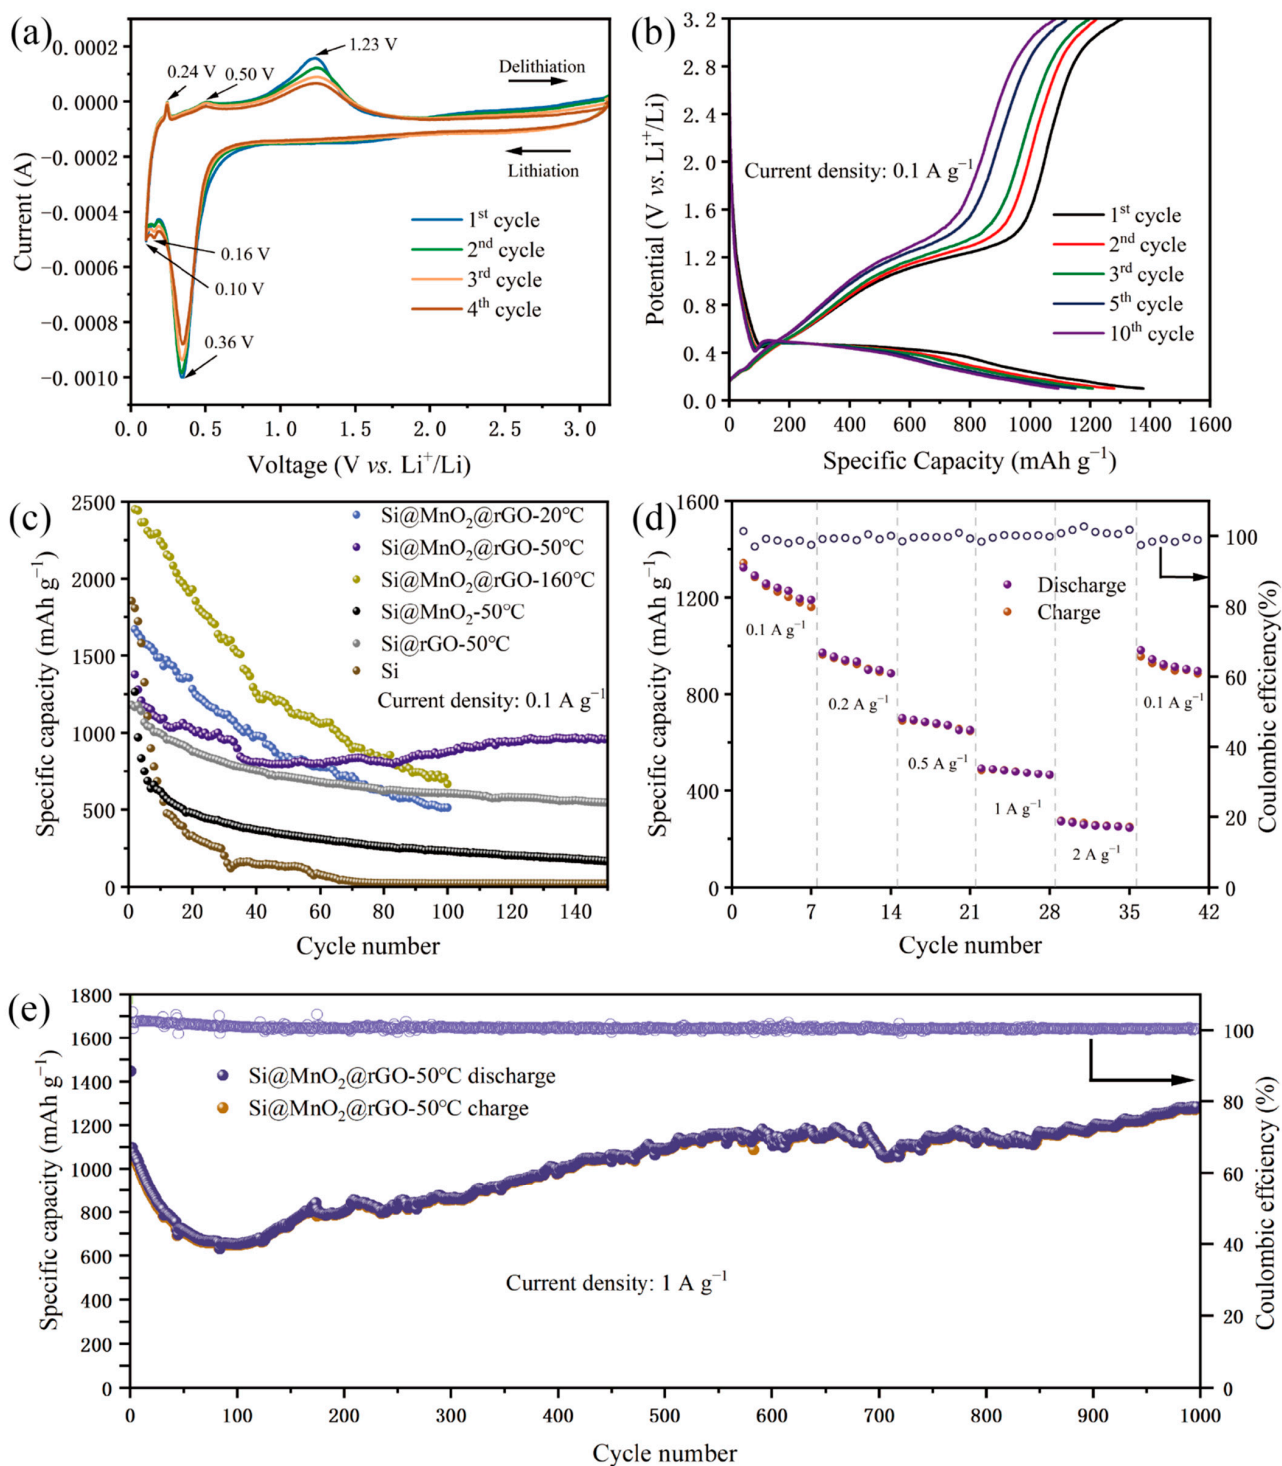 (a)
0.0002
0.0000
−0.0002
−0.0004
−0.0006
−0.0008
−0.0010
Current (A)
0.24 V
0.50 V
1.23 V
Delithiation
Lithiation
0.16 V
0.10 V
0.36 V
1st cycle
2nd cycle
3rd cycle
4th cycle
0.0 0.5 1.0 1.5 2.0 2.5 3.0
Voltage (V vs. Li+/Li)
(b)
3.2
2.8
2.4
2.0
1.6
1.2
0.8
0.4
0.0
Potential (V vs. Li+/Li)
Current density: 0.1 A g−1
1st cycle
2nd cycle
3rd cycle
5th cycle
10th cycle
0 200 400 600 800 1000 1200 1400 1600
Specific Capacity (mAh g−1)
(c)
2500
2250
2000
1750
1500
1250
1000
750
500
250
0
Specific capacity (mAh g−1)
Si@MnO2@rGO-20°C
Si@MnO2@rGO-50°C
Si@MnO2@rGO-160°C
Si@MnO2-50°C
Si@rGO-50°C
Si
Current density: 0.1 A g−1
0 20 40 60 80 100 120 140
Cycle number
(d)
1600
1200
800
400
0
Specific capacity (mAh g−1)
Discharge
Charge
0.1 A g−1
0.2 A g−1
0.5 A g−1
1 A g−1
2 A g−1
0.1 A g−1
100
80
60
40
20
0
Coulombic effciency(%)
0 7 14 21 28 35 42
Cycle number
(e)
1800
1600
1400
1200
1000
800
600
400
200
0
Specific capacity (mAh g−1)
Si@MnO2@rGO-50°C discharge
Si@MnO2@rGO-50°C charge
Current density: 1 A g−1
100
80
60
40
20
0
Coulombic effciency (%)
0 100 200 300 400 500 600 700 800 900 1000
Cycle number